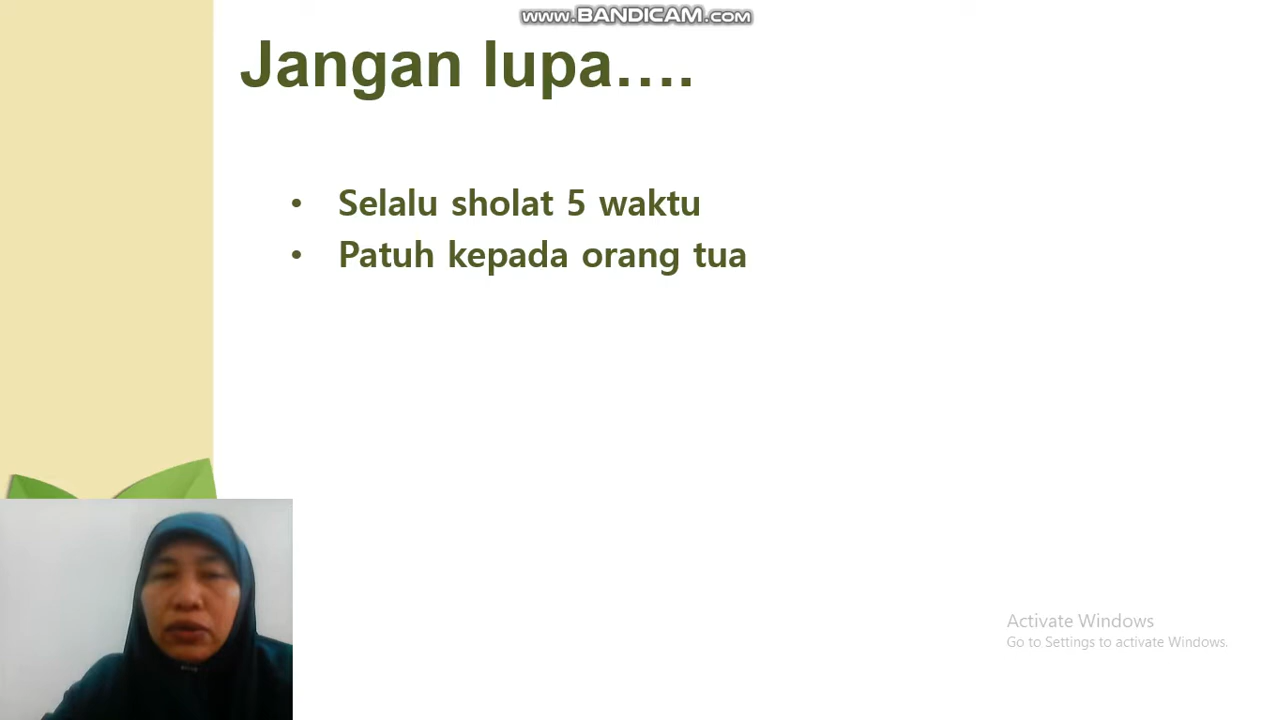 www.BANDICAM.com
Jangan lupa....
• Selalu sholat 5 waktu
• Patuh kepada orang tua
Activate Windows
Go to Settings to activate Windows.